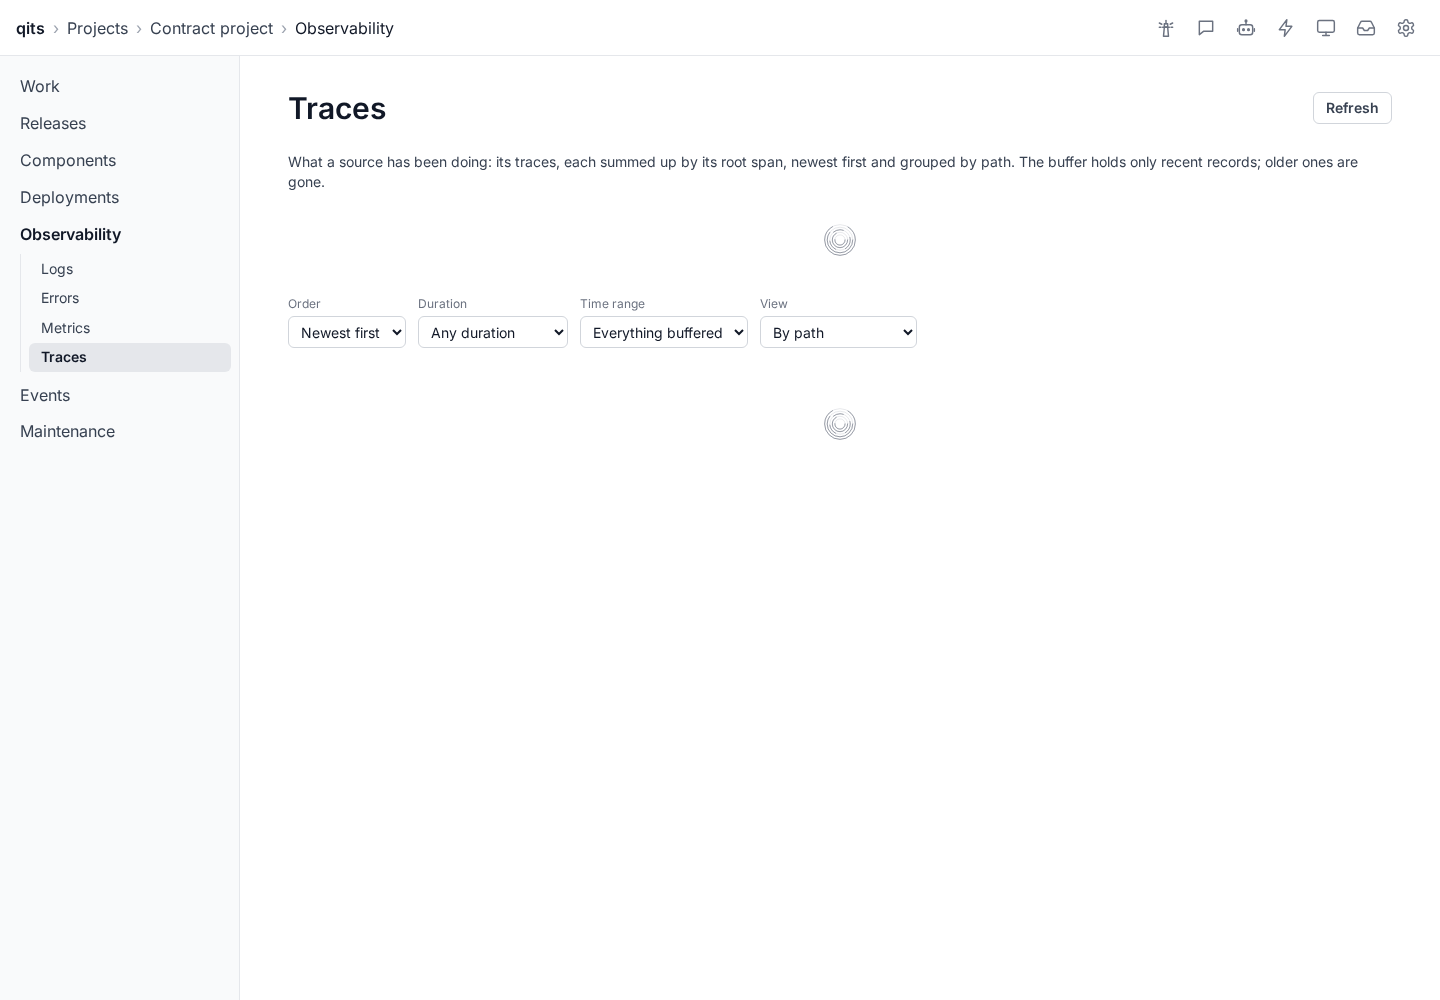 qits › Projects › Contract project › Observability
Work
Releases
Components
Deployments
Observability
Logs
Errors
Metrics
Traces
Events
Maintenance
Traces
Refresh
What a source has been doing: its traces, each summed up by its root span, newest first and grouped by path. The buffer holds only recent records; older ones are
gone.
Order Duration Time range View
Newest first Any duration Everything buffered By path